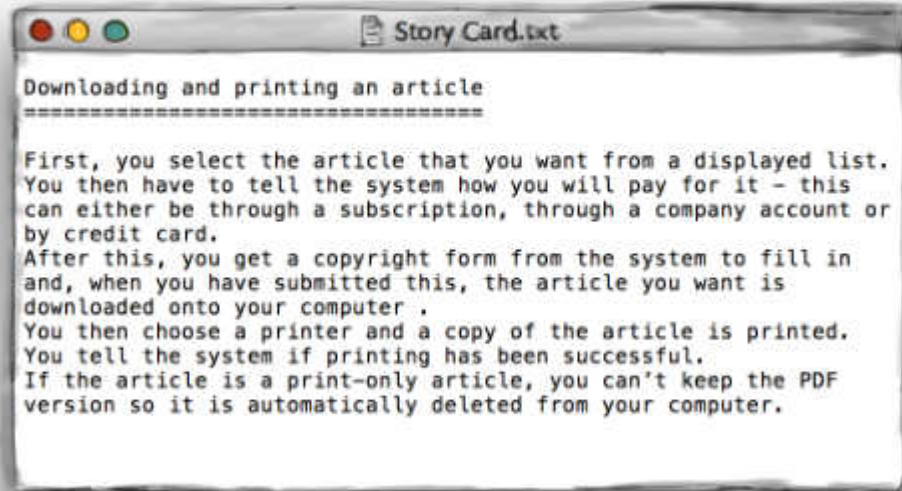 Story Card.txt
Downloading and printing an article
===================================
First, you select the article that you want from a displayed list.
You then have to tell the system how you will pay for it - this
can either be through a subscription, through a company account or
by credit card.
After this, you get a copyright form from the system to fill in
and, when you have submitted this, the article you want is
downloaded onto your computer .
You then choose a printer and a copy of the article is printed.
You tell the system if printing has been successful.
If the article is a print-only article, you can't keep the PDF
version so it is automatically deleted from your computer.